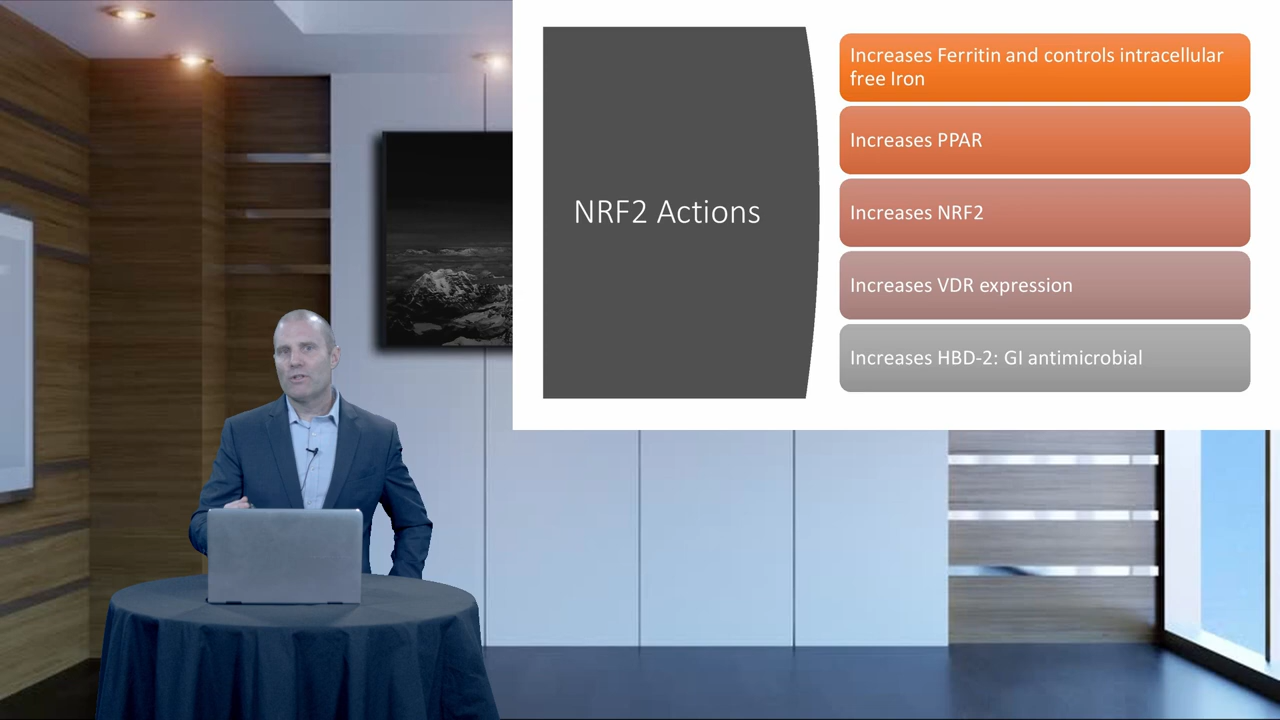 NRF2 Actions
Increases Ferritin and controls intracellular
free Iron
Increases PPAR
Increases NRF2
Increases VDR expression
Increases HBD-2: GI antimicrobial